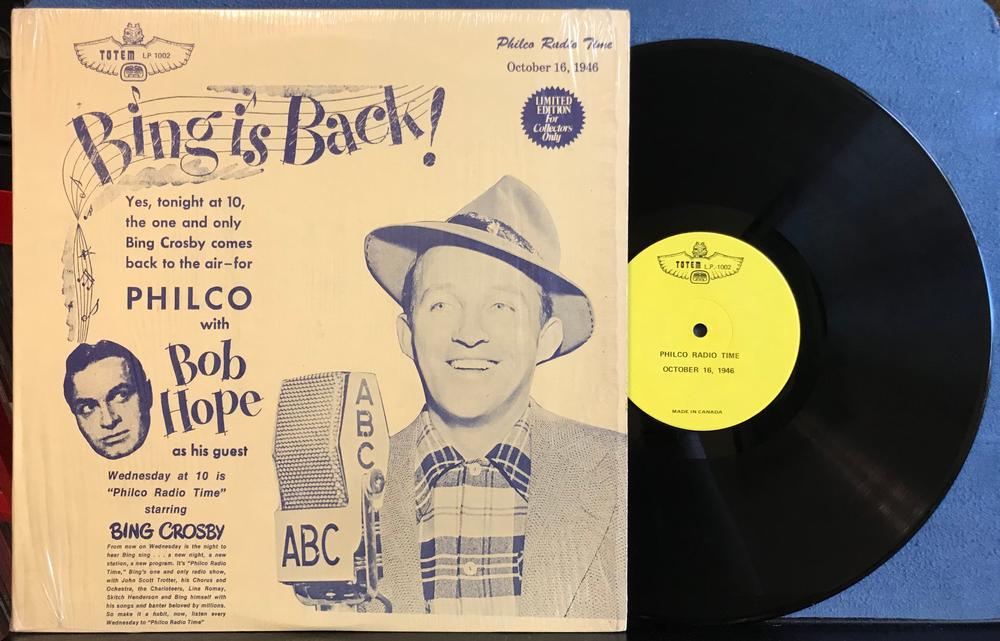 TOTEM LP 1002
Philco Radio Time
October 16, 1946
LIMITED
EDITION
For
Collectors
Only
Bing is Back!
Yes, tonight at 10,
the one and only
Bing Crosby comes
back to the air—for
PHILCO
with
Bob
Hope
as his guest
Wednesday at 10 is
"Philco Radio Time"
starring
BING CROSBY
From now on Wednesday is the night to
hear Bing sing . . . a new night, a new
station, a new program. It's "Philco Radio
Time," Bing's one and only radio show,
with John Scott Trotter, his Chorus and
Ochestra, the Charioteers, Lina Romay,
Skitch Henderson and Bing himself with
his songs and banter beloved by millions.
So make it a habit, now, listen every
Wednesday to "Philco Radio Time"
ABC
ABC
TOTEM L.P.-1002
PHILCO RADIO TIME
OCTOBER 16, 1946
MADE IN CANADA